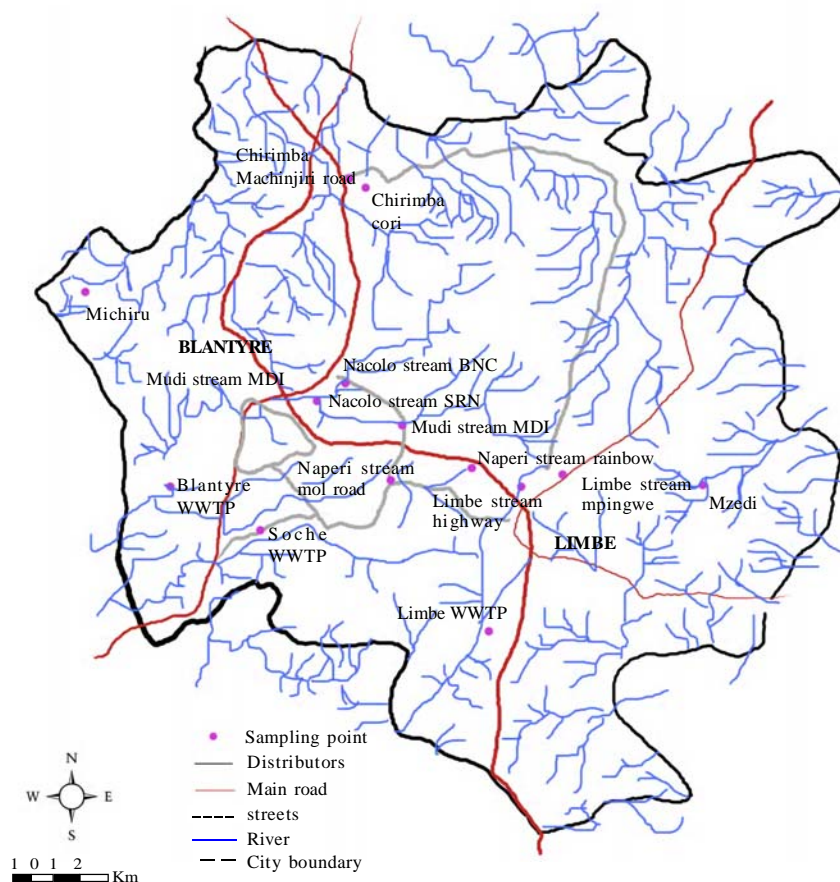 Chirimba
Machinjiri road
Chirimba
cori
Michiru
BLANTYRE
Nacolo stream BNC
Mudi stream MDI
Nacolo stream SRN
Mudi stream MDI
Naperi stream rainbow
Naperi stream
mol road
Blantyre
WWTP
Limbe stream
highway
Limbe stream
mpingwe
Mzedi
Soche
WWTP
LIMBE
Limbe WWTP
Sampling point
Distributors
Main road
streets
River
City boundary
N
W E
S
1 0 1 2
Km